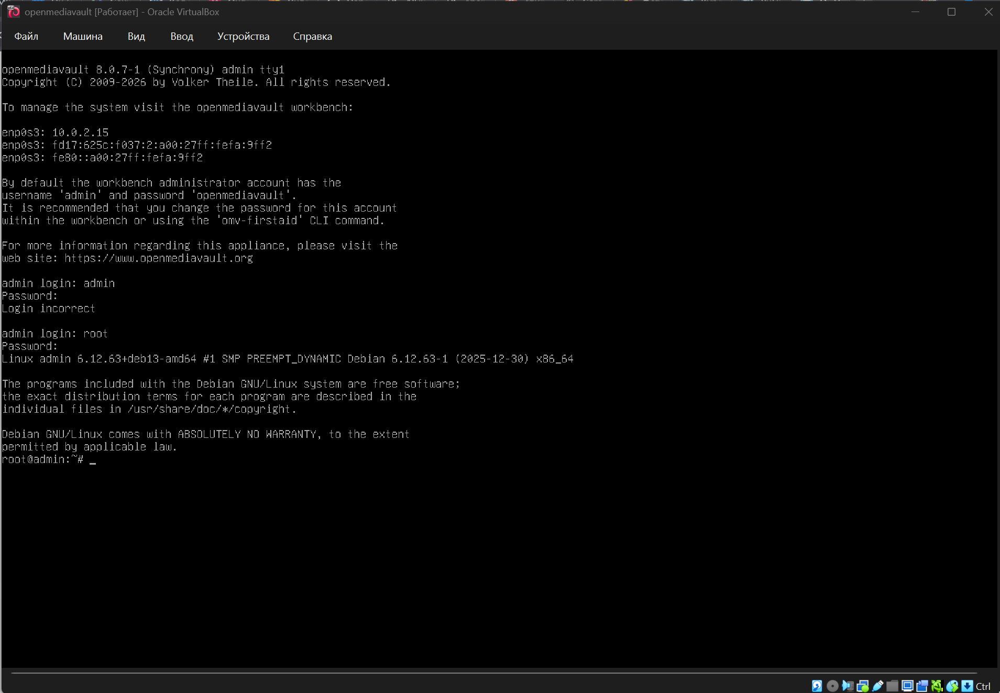 openmediavault [Работает] - Oracle VirtualBox
Файл Машина Вид Ввод Устройства Справка
openmediavault 8.0.7-1 (Synchrony) admin tty1
Copyright (C) 2009-2026 by Volker Theile. All rights reserved.
To manage the system visit the openmediavault workbench:
enp0s3: 10.0.2.15
enp0s3: fd17:625c:f037:2:a00:27ff:fefa:9ff2
enp0s3: fe80::a00:27ff:fefa:9ff2
By default the workbench administrator account has the
username 'admin' and password 'openmediavault'.
It is recommended that you change the password for this account
within the workbench or using the 'omv-firstaid' CLI command.
For more information regarding this appliance, please visit the
web site: https://www.openmediavault.org
admin login: admin
Password:
Login incorrect
admin login: root
Password:
Linux admin 6.12.63+deb13-amd64 #1 SMP PREEMPT_DYNAMIC Debian 6.12.63-1 (2025-12-30) x86_64
The programs included with the Debian GNU/Linux system are free software;
the exact distribution terms for each program are described in the
individual files in /usr/share/doc/*/copyright.
Debian GNU/Linux comes with ABSOLUTELY NO WARRANTY, to the extent
permitted by applicable law.
root@admin:~# _
Ctrl